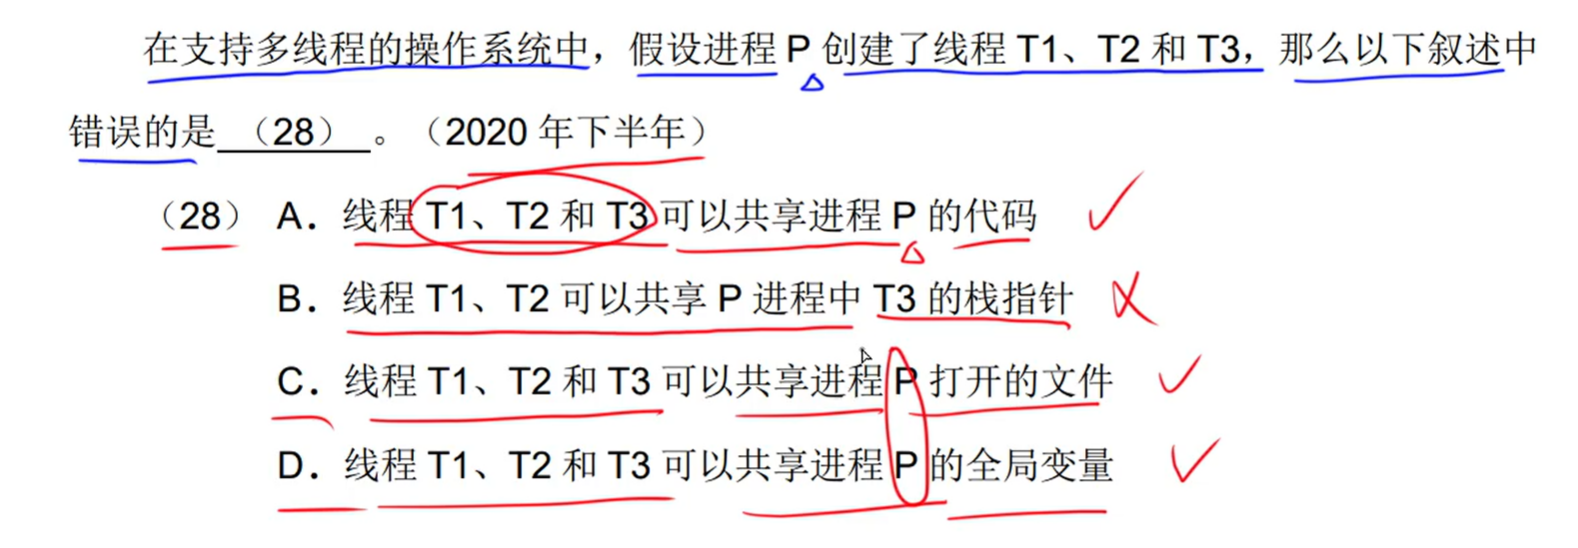 在支持多线程的操作系统中，假设进程 P 创建了线程 T1、T2 和 T3，那么以下叙述中
错误的是 （28） 。（2020 年下半年）
（28） A．线程 T1、T2 和 T3 可以共享进程 P 的代码
B．线程 T1、T2 可以共享 P 进程中 T3 的栈指针
C．线程 T1、T2 和 T3 可以共享进程 P 打开的文件
D．线程 T1、T2 和 T3 可以共享进程 P 的全局变量